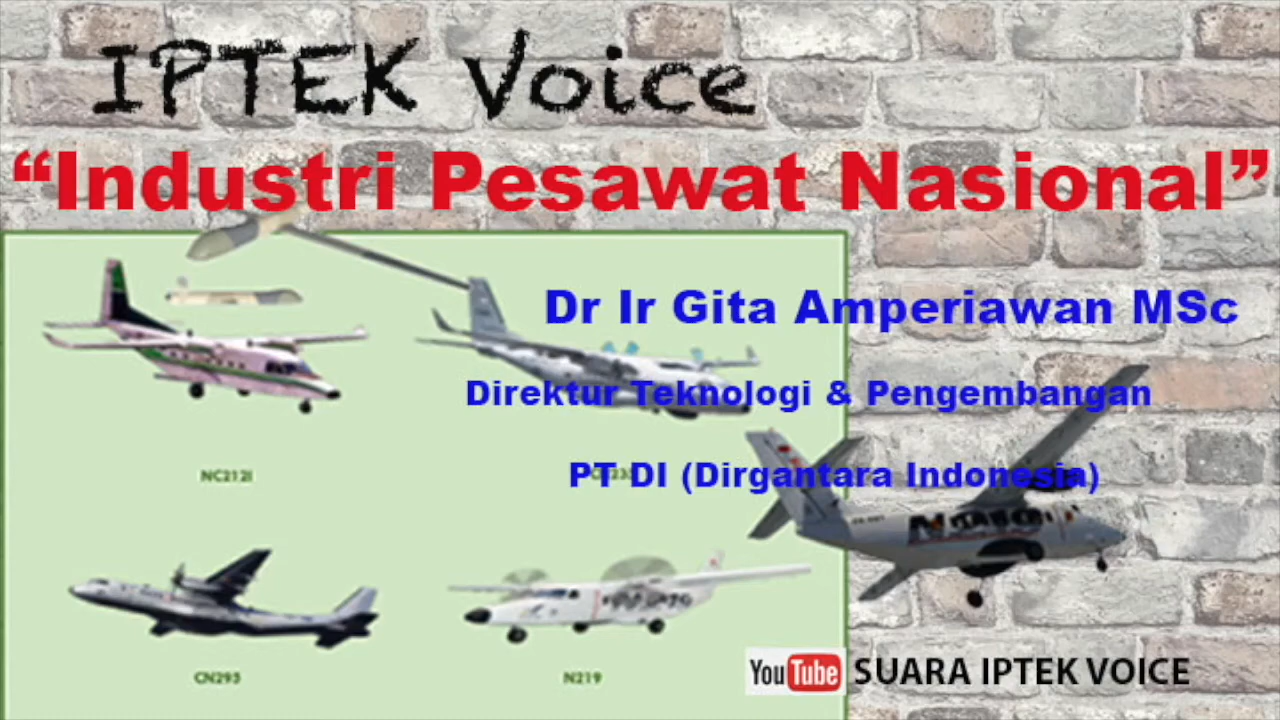 IPTEK Voice
“Industri Pesawat Nasional”
Dr Ir Gita Amperiawan MSc
Direktur Teknologi & Pengembangan
PT DI (Dirgantara Indonesia)
NC212I
CN295
N219
YouTube SUARA IPTEK VOICE